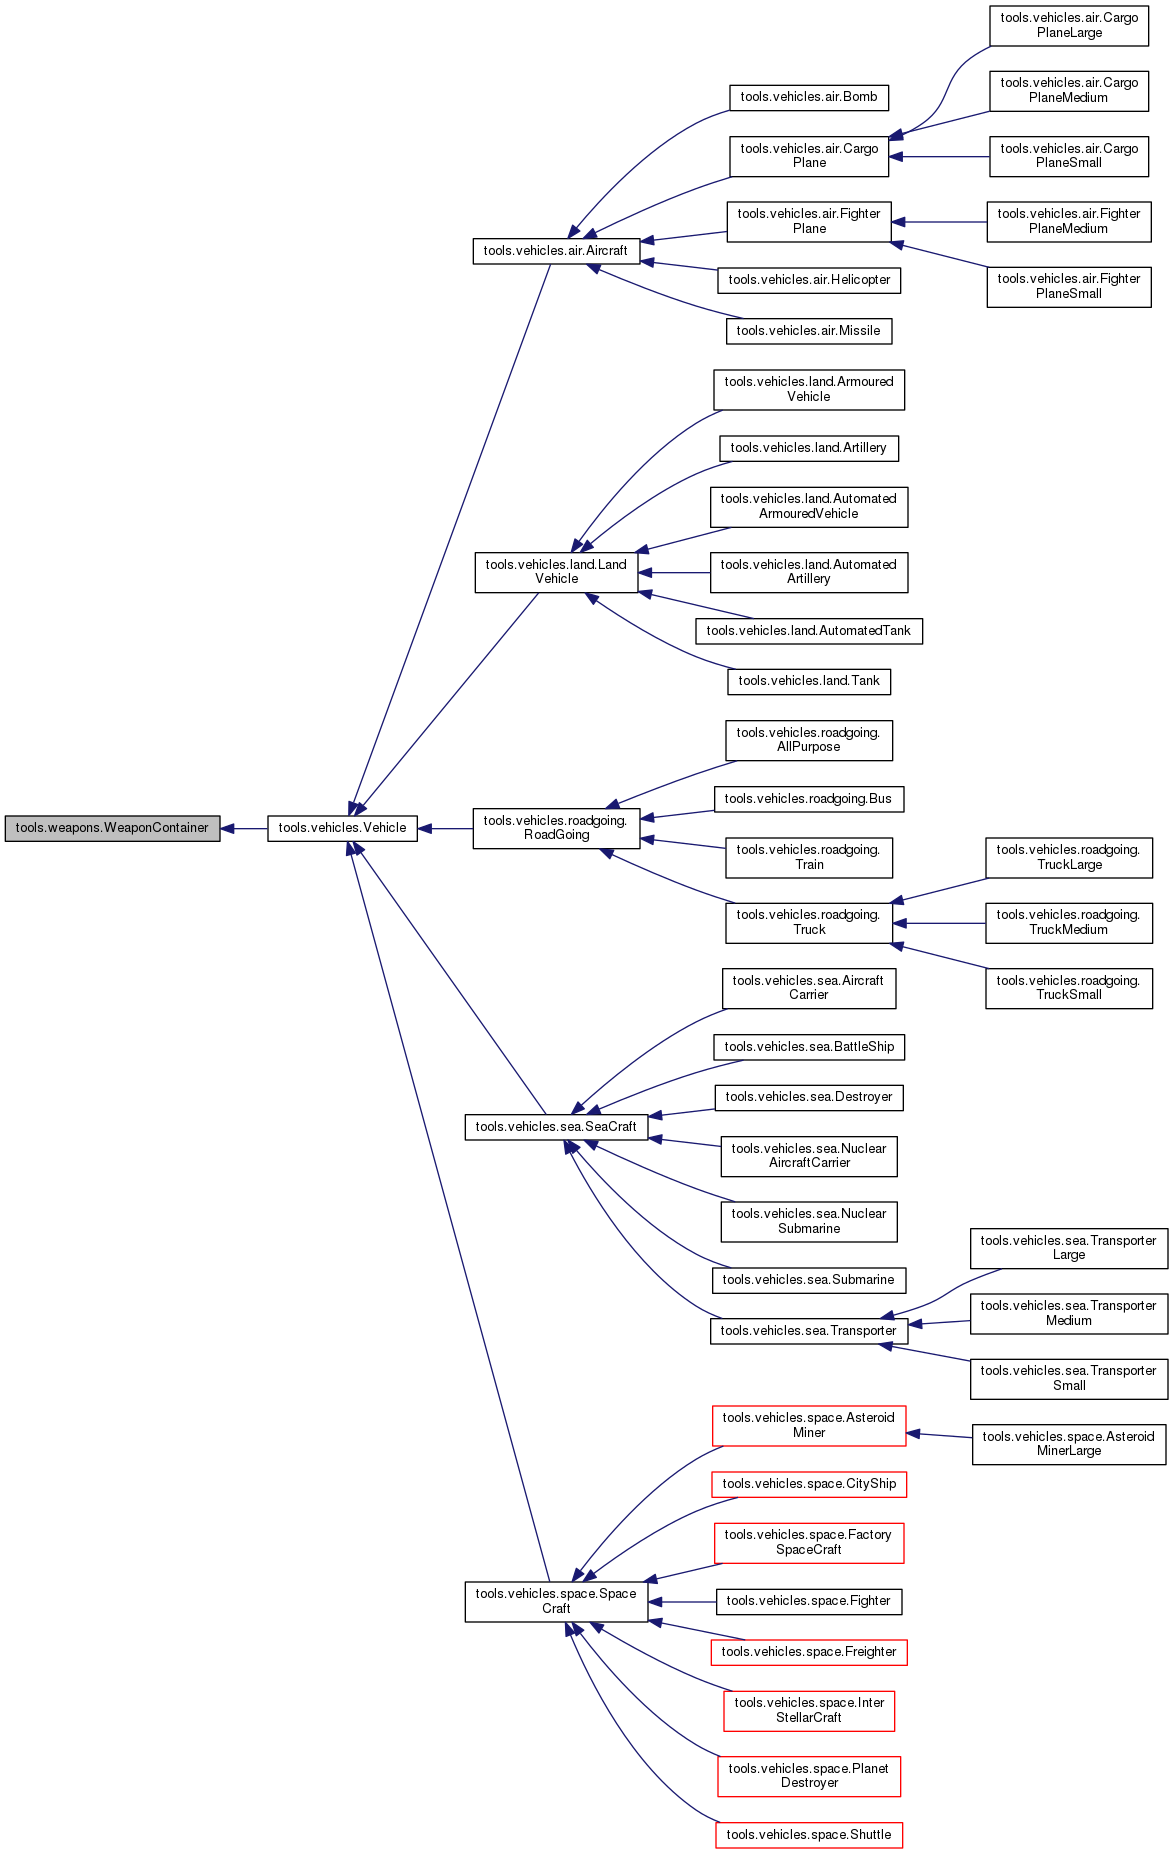 tools.weapons.WeaponContainer
tools.vehicles.Vehicle
tools.vehicles.air.Aircraft
tools.vehicles.air.Bomb
tools.vehicles.air.Cargo
Plane
tools.vehicles.air.Cargo
PlaneLarge
tools.vehicles.air.Cargo
PlaneMedium
tools.vehicles.air.Cargo
PlaneSmall
tools.vehicles.air.Fighter
Plane
tools.vehicles.air.Fighter
PlaneMedium
tools.vehicles.air.Fighter
PlaneSmall
tools.vehicles.air.Helicopter
tools.vehicles.air.Missile
tools.vehicles.land.Land
Vehicle
tools.vehicles.land.Armoured
Vehicle
tools.vehicles.land.Artillery
tools.vehicles.land.Automated
ArmouredVehicle
tools.vehicles.land.Automated
Artillery
tools.vehicles.land.AutomatedTank
tools.vehicles.land.Tank
tools.vehicles.roadgoing.
RoadGoing
tools.vehicles.roadgoing.
AllPurpose
tools.vehicles.roadgoing.Bus
tools.vehicles.roadgoing.
Train
tools.vehicles.roadgoing.
Truck
tools.vehicles.roadgoing.
TruckLarge
tools.vehicles.roadgoing.
TruckMedium
tools.vehicles.roadgoing.
TruckSmall
tools.vehicles.sea.SeaCraft
tools.vehicles.sea.Aircraft
Carrier
tools.vehicles.sea.BattleShip
tools.vehicles.sea.Destroyer
tools.vehicles.sea.Nuclear
AircraftCarrier
tools.vehicles.sea.Nuclear
Submarine
tools.vehicles.sea.Submarine
tools.vehicles.sea.Transporter
tools.vehicles.sea.Transporter
Large
tools.vehicles.sea.Transporter
Medium
tools.vehicles.sea.Transporter
Small
tools.vehicles.space.Space
Craft
tools.vehicles.space.Asteroid
Miner
tools.vehicles.space.Asteroid
MinerLarge
tools.vehicles.space.CityShip
tools.vehicles.space.Factory
SpaceCraft
tools.vehicles.space.Fighter
tools.vehicles.space.Freighter
tools.vehicles.space.Inter
StellarCraft
tools.vehicles.space.Planet
Destroyer
tools.vehicles.space.Shuttle